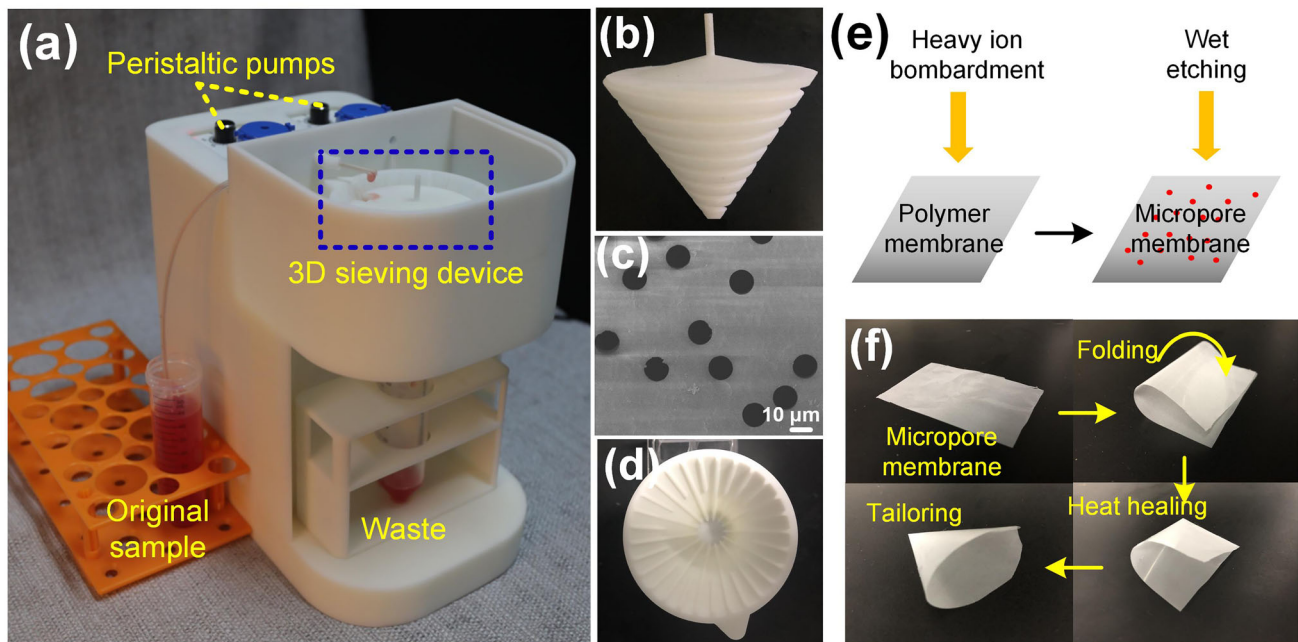 (a)
Peristaltic pumps
3D sieving device
Original
sample
Waste
(b)
(c)
10 μm
(d)
(e)
Heavy ion
bombardment
Wet
etching
Polymer
membrane
Micropore
membrane
(f)
Folding
Micropore
membrane
Tailoring
Heat healing